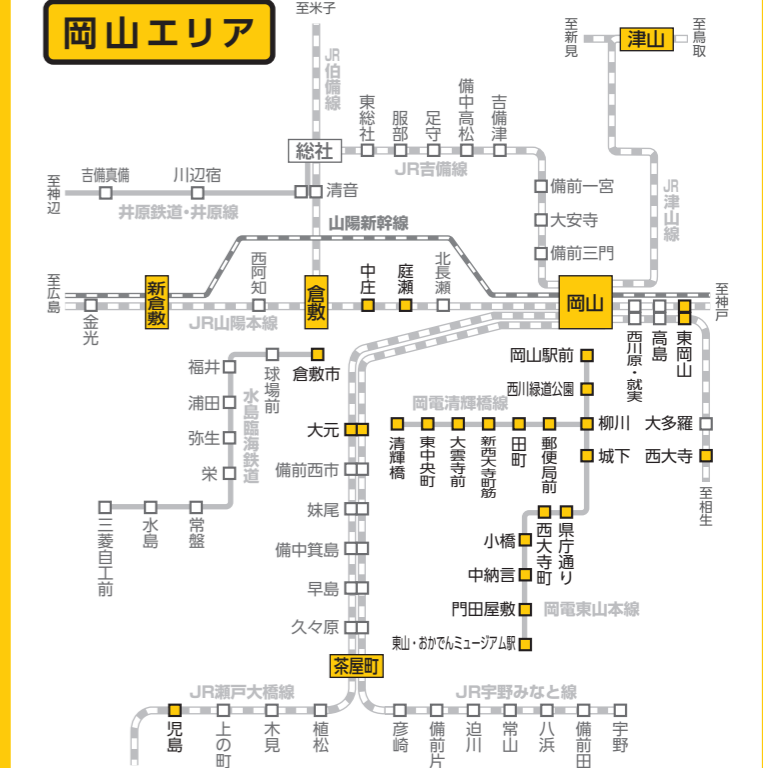 岡山エリア
至米子
至新見
津山
至鳥取
JR伯備線
総社
東総社
服部
足守
備中高松
吉備津
JR吉備線
備前一宮
大安寺
備前三門
JR津山線
至神辺
吉備真備
川辺宿
清音
井原鉄道・井原線
山陽新幹線
至広島
金光
新倉敷
西阿知
倉敷
中庄
庭瀬
北長瀬
岡山
至神戸
JR山陽本線
西川原・就実
高島
東岡山
福井
球場前
倉敷市
浦田
弥生
栄
水島臨海鉄道
三菱自工前
水島
常盤
岡山駅前
西川緑道公園
岡電清輝橋線
大元
清輝橋
東中央町
大雲寺前
新西大寺町筋
田町
郵便局前
柳川
大多羅
城下
西大寺
至相生
備前西市
妹尾
備中箕島
早島
久々原
茶屋町
西大寺町
県庁通り
小橋
中納言
門田屋敷
岡電東山本線
東山・おかでんミュージアム駅
JR瀬戸大橋線
JR宇野みなと線
児島
上の町
木見
植松
彦崎
備前片
迫川
常山
八浜
備前田
宇野